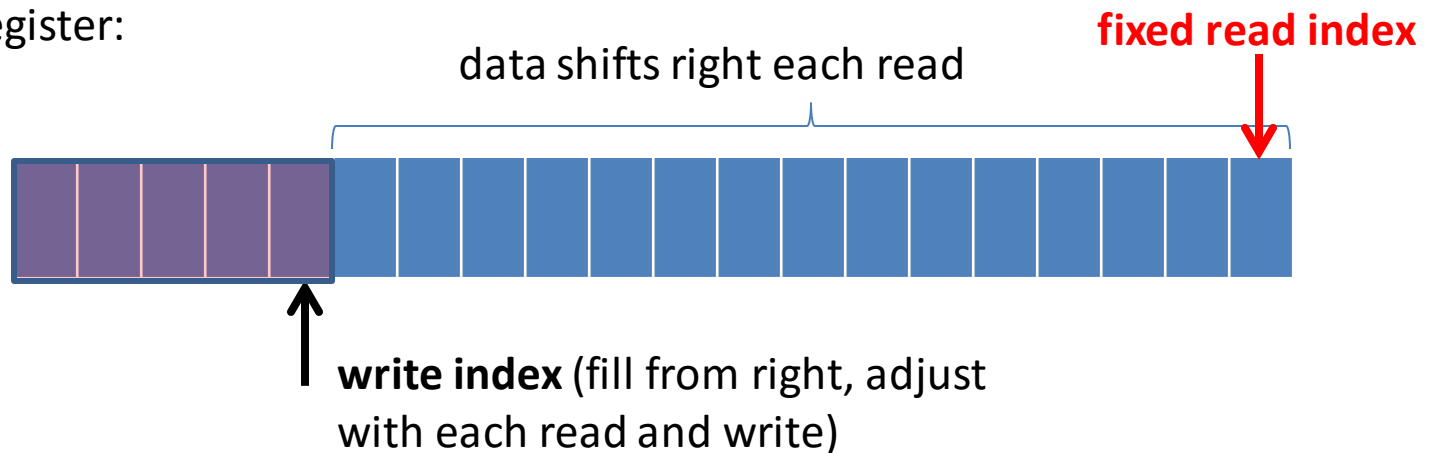 egister:
fixed read index
data shifts right each read
write index (fill from right, adjust
with each read and write)